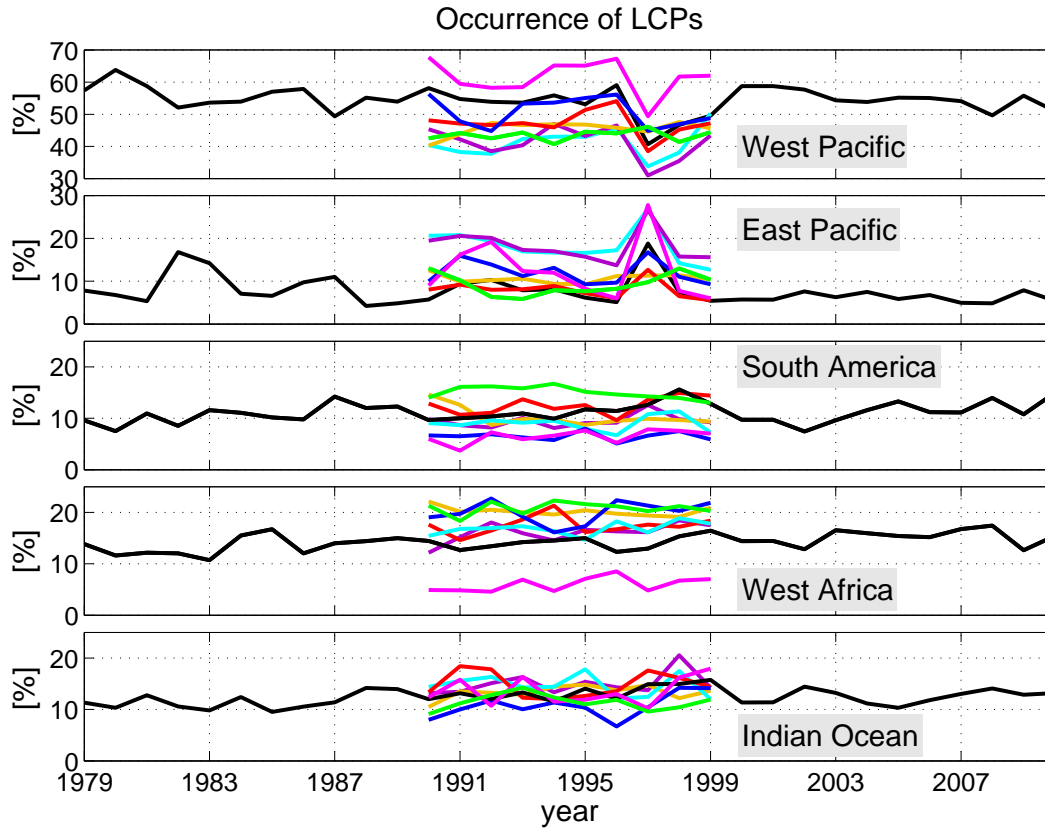 Occurrence of LCPs
70
60
50
40
30
[%]
West Pacific
30
20
10
0
[%]
East Pacific
20
10
0
[%]
South America
20
10
0
[%]
West Africa
20
10
0
[%]
Indian Ocean
1979 1983 1987 1991 1995 1999 2003 2007
year